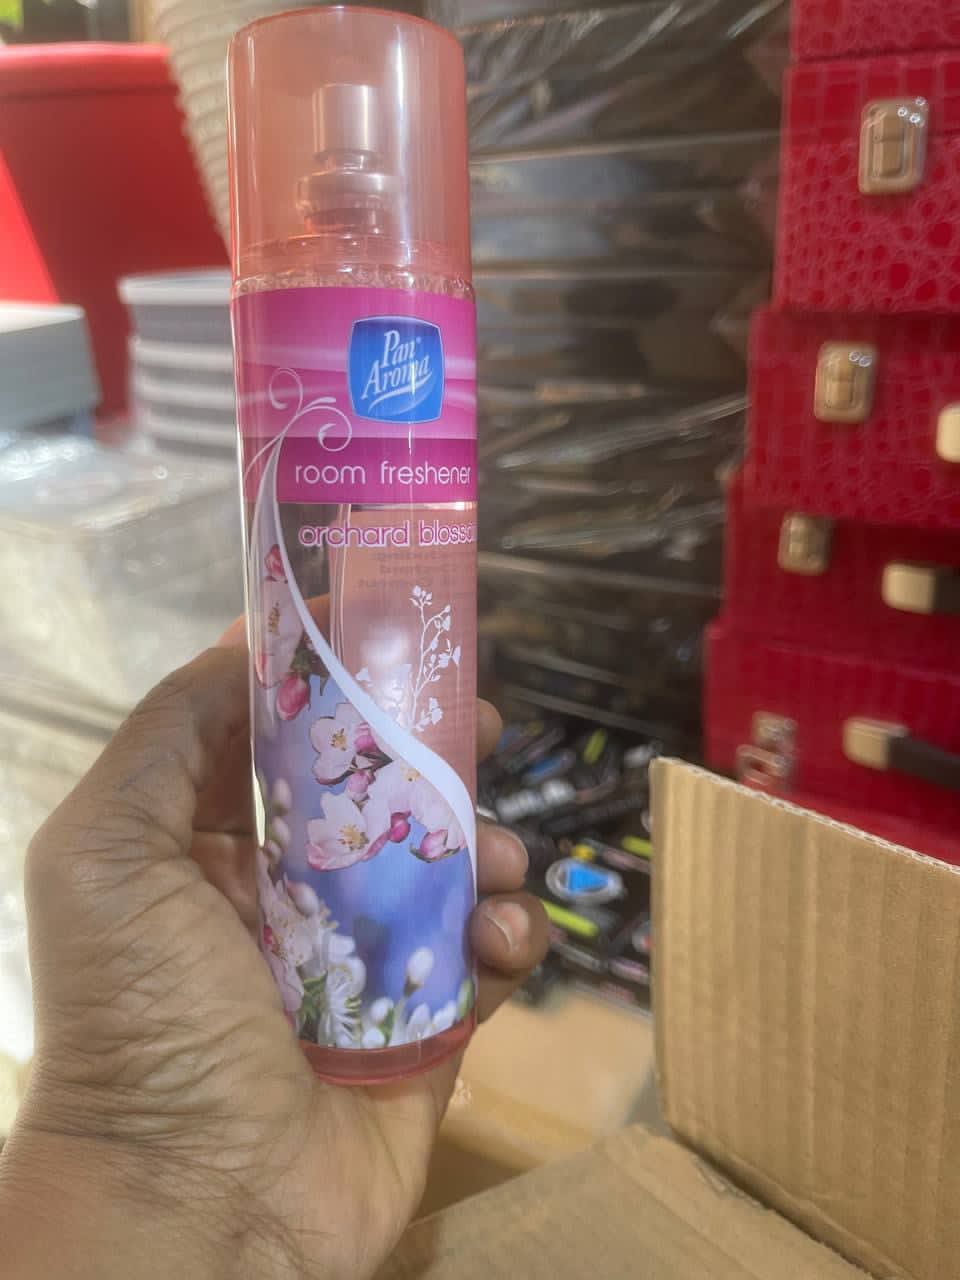 Pan
Aroma
room freshener
orchard blosso